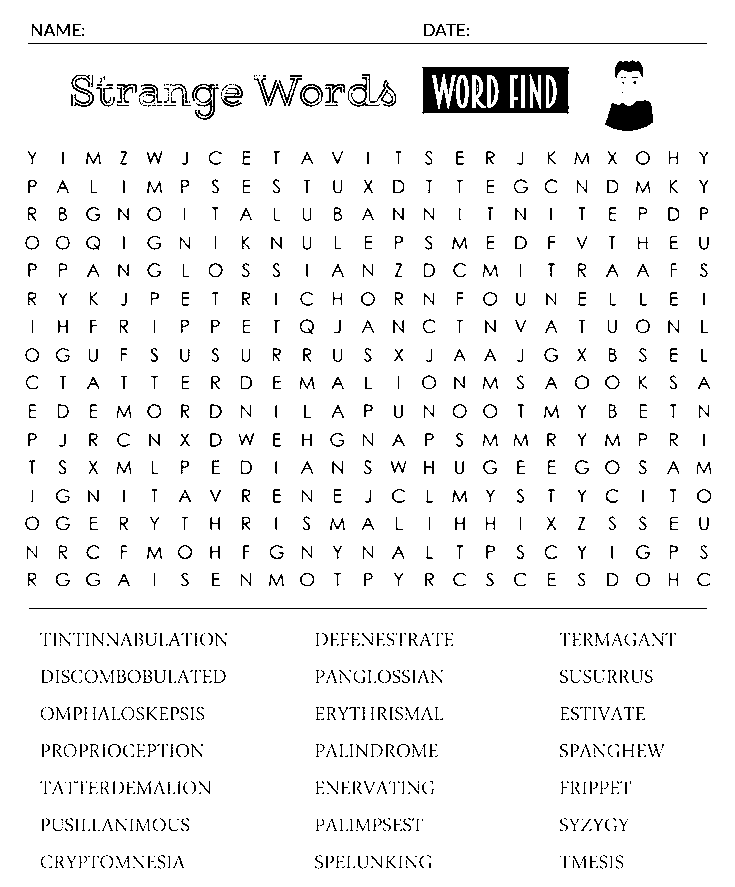 NAME: DATE:
Strange Words WORD FIND
Y I M Z W J C E T A V I T S E R J K M X O H Y
P A L I M P S E S T U X D T T E G C N D M K Y
R B G N O I T A L U B A N N I T N I T E P D P
O O Q I G N I K N U L E P S M E D F V T H E U
P P A N G L O S S I A N Z D C M I T R A A F S
R Y K J P E T R I C H O R N F O U N E L L E I
I H F R I P P E T Q J A N C T N V A T U O N L
O G U F S U S U R R U S X J A A J G X B S E L
C T A T T E R D E M A L I O N M S A O O K S A
E D E M O R D N I L A P U N O O T M Y B E T N
P J R C N X D W E H G N A P S M M R Y M P R I
T S X M L P E D I A N S W H U G E E G O S A M
I G N I T A V R E N E J C L M Y S T Y C I T O
O G E R Y T H R I S M A L I H H I X Z S S E U
N R C F M O H F G N Y N A L T P S C Y I G P S
R G G A I S E N M O T P Y R C S C E S D O H C
TINTINNABULATION DEFENESTRATE TERMAGANT
DISCOMBOBULATED PANGLOSSIAN SUSURRUS
OMPHALOSKEPSIS ERYTHRISMAL ESTIVATE
PROPRIOCEPTION PALINDROME SPANGHEW
TATTERDEMALION ENERVATING FRIPPET
PUSILLANIMOUS PALIMPSEST SYZYGY
CRYPTOMNESIA SPELUNKING TMESIS